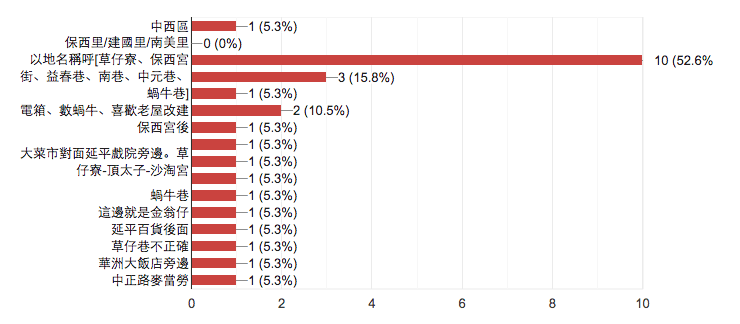 中西區 1 (5.3%)
保西里/建國里/南美里 0 (0%)
以地名稱呼[草仔寮、保西宮 10 (52.6%
街、益春巷、南巷、中元巷、 3 (15.8%)
蝸牛巷] 1 (5.3%)
電箱、數蝸牛、喜歡老屋改建 2 (10.5%)
保西宮後 1 (5.3%)
1 (5.3%)
大菜市對面延平戲院旁邊。草 1 (5.3%)
仔寮-頂太子-沙淘宮 1 (5.3%)
蝸牛巷 1 (5.3%)
這邊就是金翁仔 1 (5.3%)
延平百貨後面 1 (5.3%)
草仔巷不正確 1 (5.3%)
華洲大飯店旁邊 1 (5.3%)
中正路麥當勞 1 (5.3%)
0 2 4 6 8 10